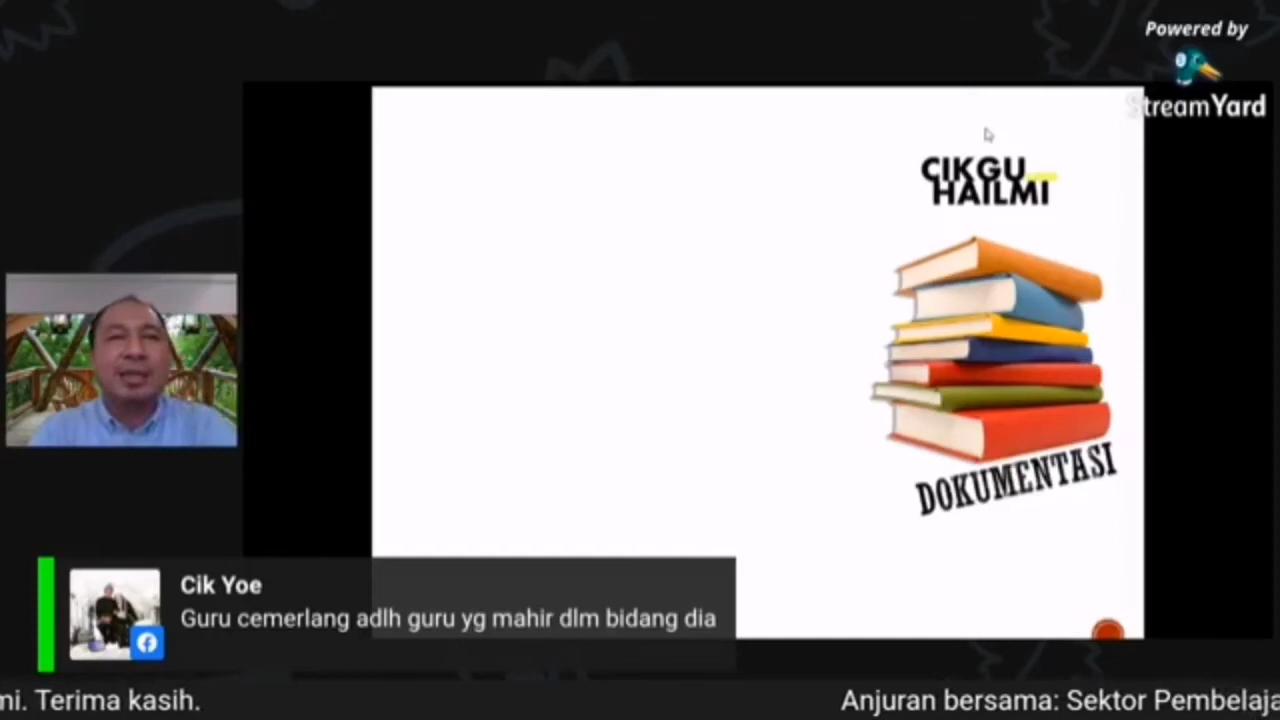 Powered by
StreamYard
CIKGU
HAILMI
DOKUMENTASI
Cik Yoe
Guru cemerlang adlh guru yg mahir dlm bidang dia
mi. Terima kasih.
Anjuran bersama: Sektor Pembelaja